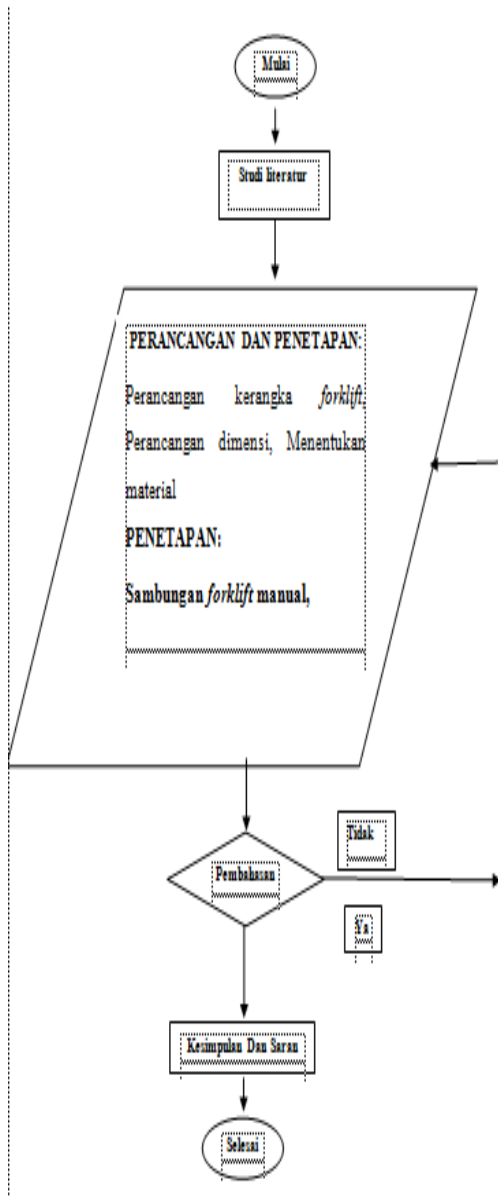 Mulai
Studi literatur
PERANCANGAN DAN PENETAPAN:
Perancangan kerangka forklift,
Perancangan dimensi, Menentukan
material
PENETAPAN:
Sambungan forklift manual,
Tidak
Pembahasan
Ya
Kesimpulan Dan Saran
Selesai